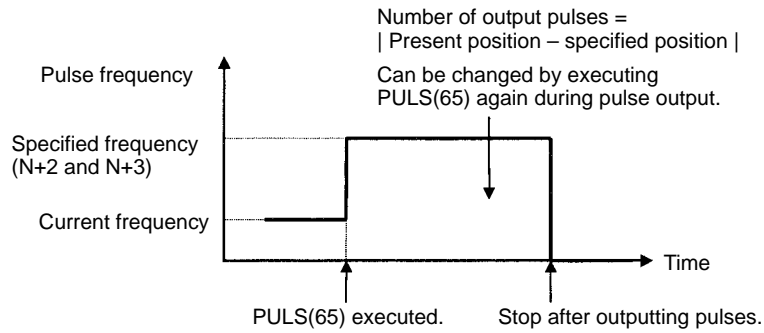 Number of output pulses =
| Present position – specified position |
Pulse frequency
Can be changed by executing
PULS(65) again during pulse output.
Specified frequency
(N+2 and N+3)
Current frequency
Time
PULS(65) executed.
Stop after outputting pulses.